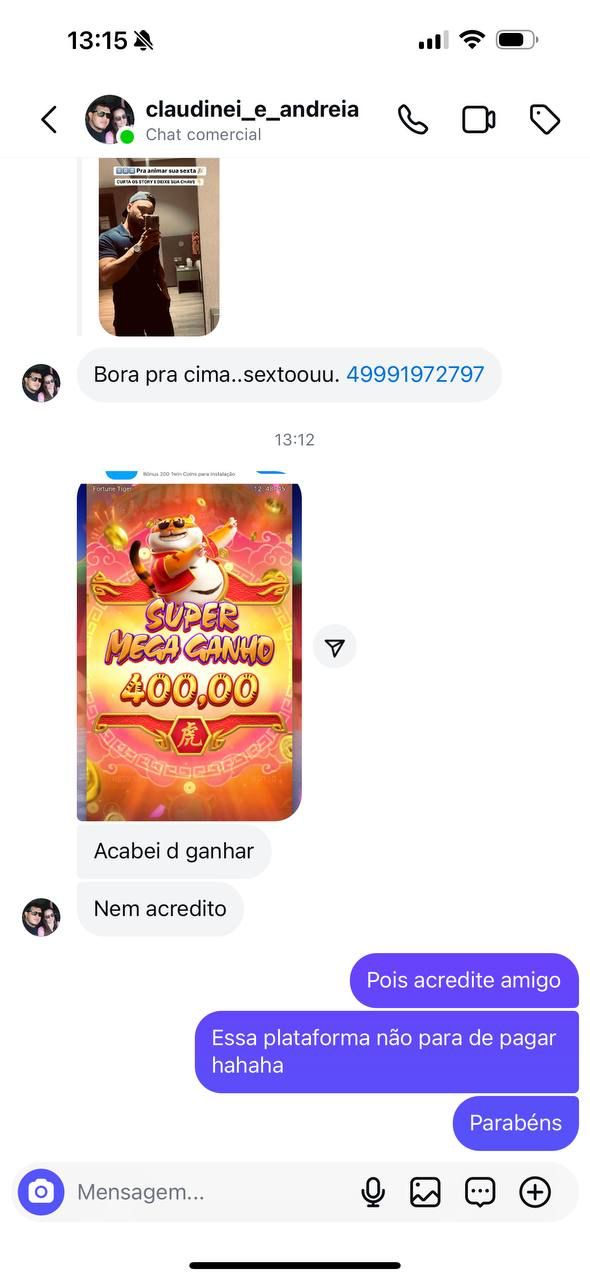 13:15
claudinei_e_andreia
Chat comercial
Pra animar sua sexta
CURTA OS STORY E DEIXE SUA CHAVE
Bora pra cima..sextoouu. 49991972797
13:12
Bônus 200 1win Coins para instalação
Fortune Tiger
SUPER
MEGA GANHO
400,00
虎
Acabei d ganhar
Nem acredito
Pois acredite amigo
Essa plataforma não para de pagar
hahaha
Parabéns
Mensagem...